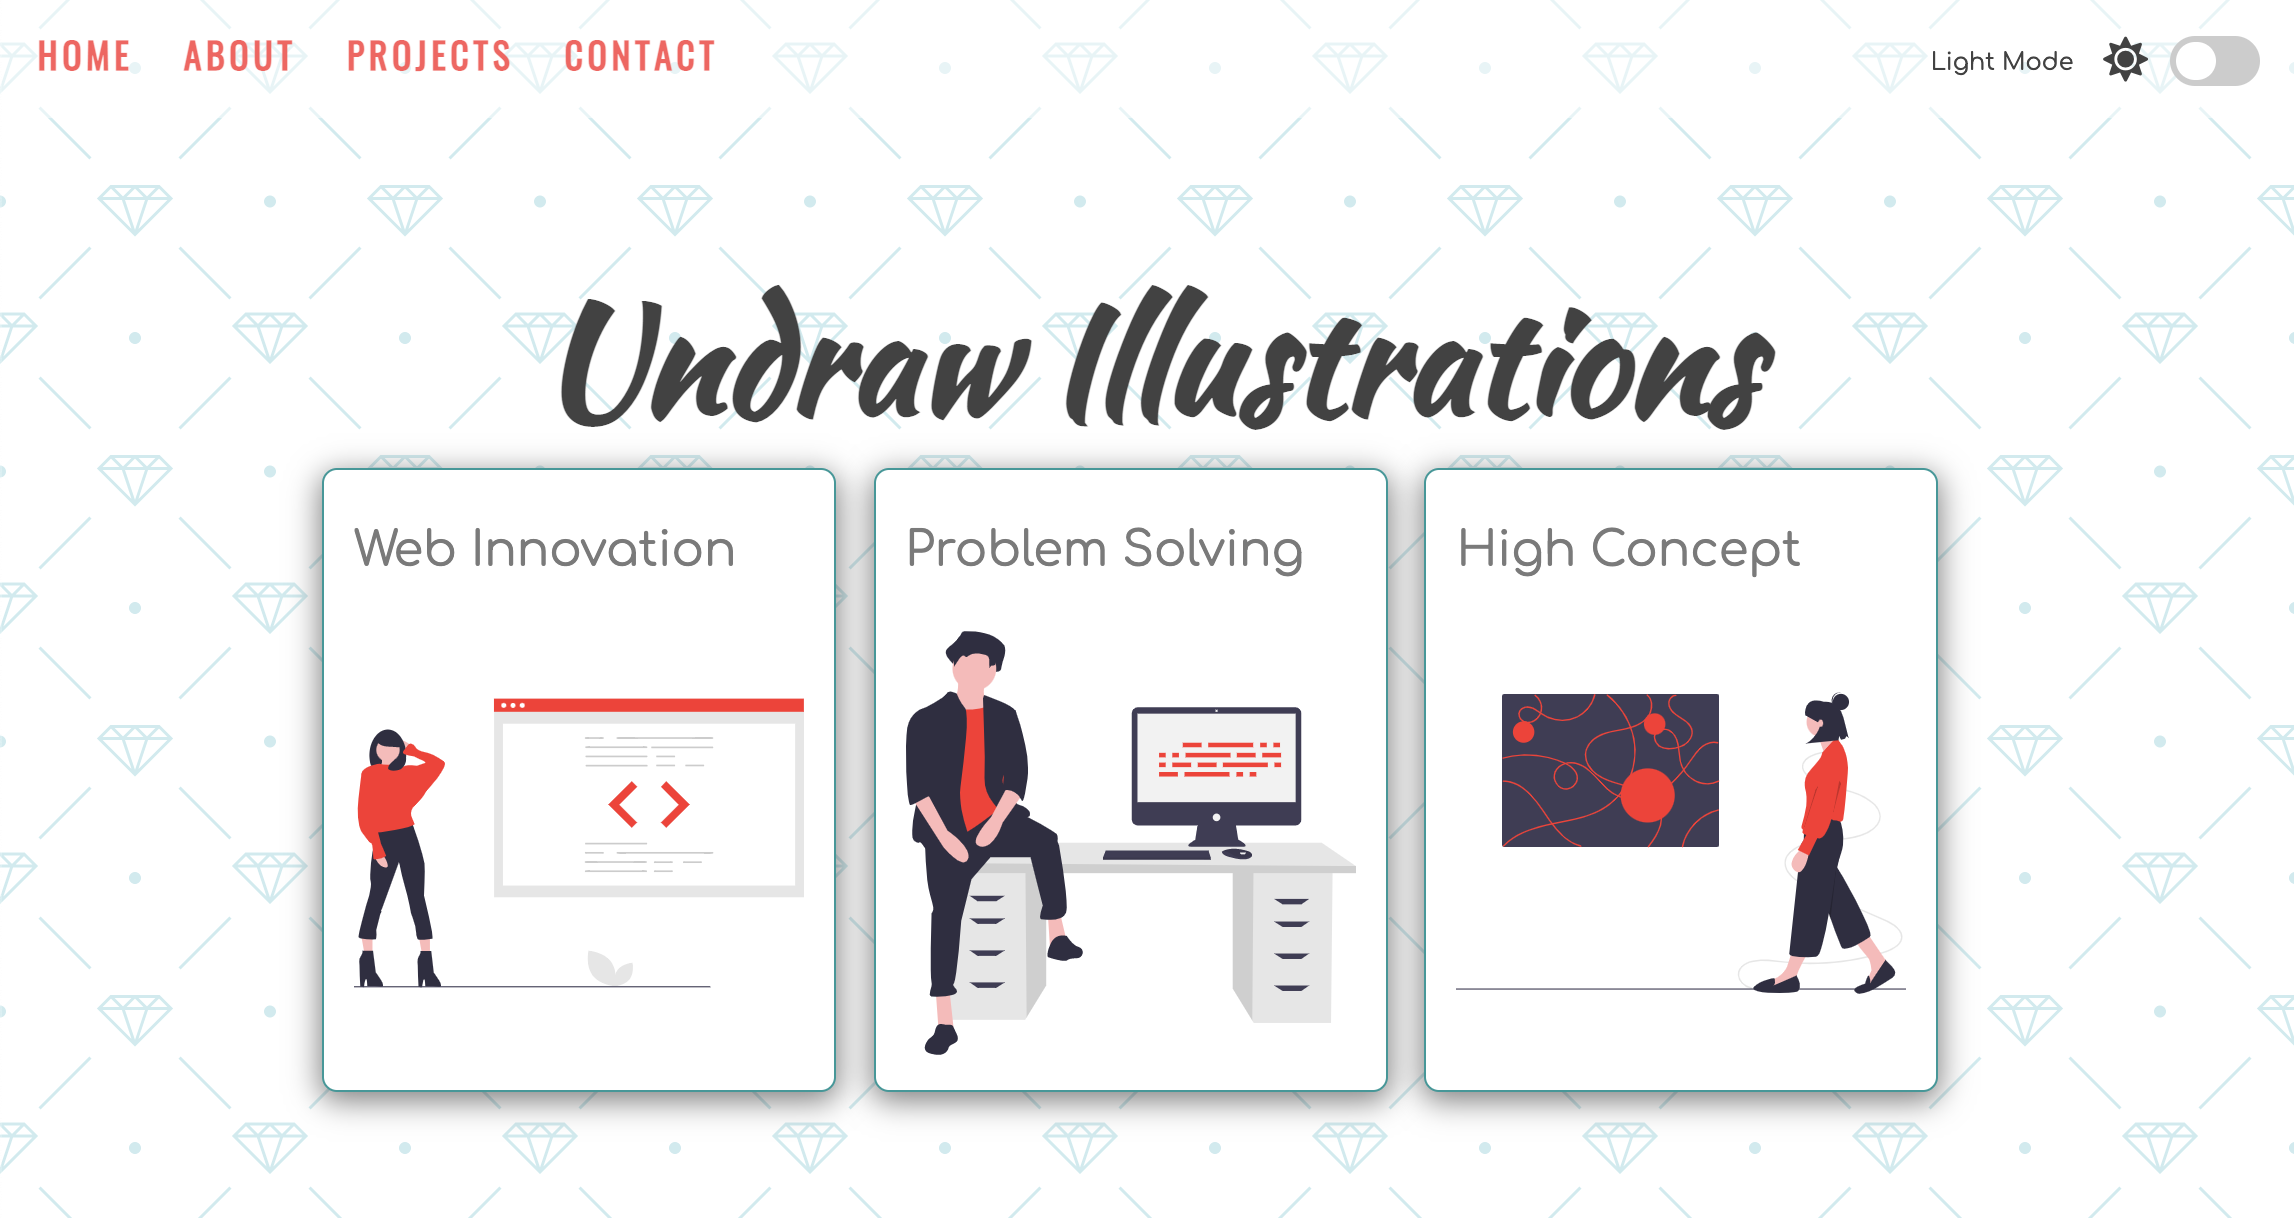 HOME ABOUT PROJECTS CONTACT
Light Mode
Undraw Illustrations
Web Innovation
Problem Solving
High Concept